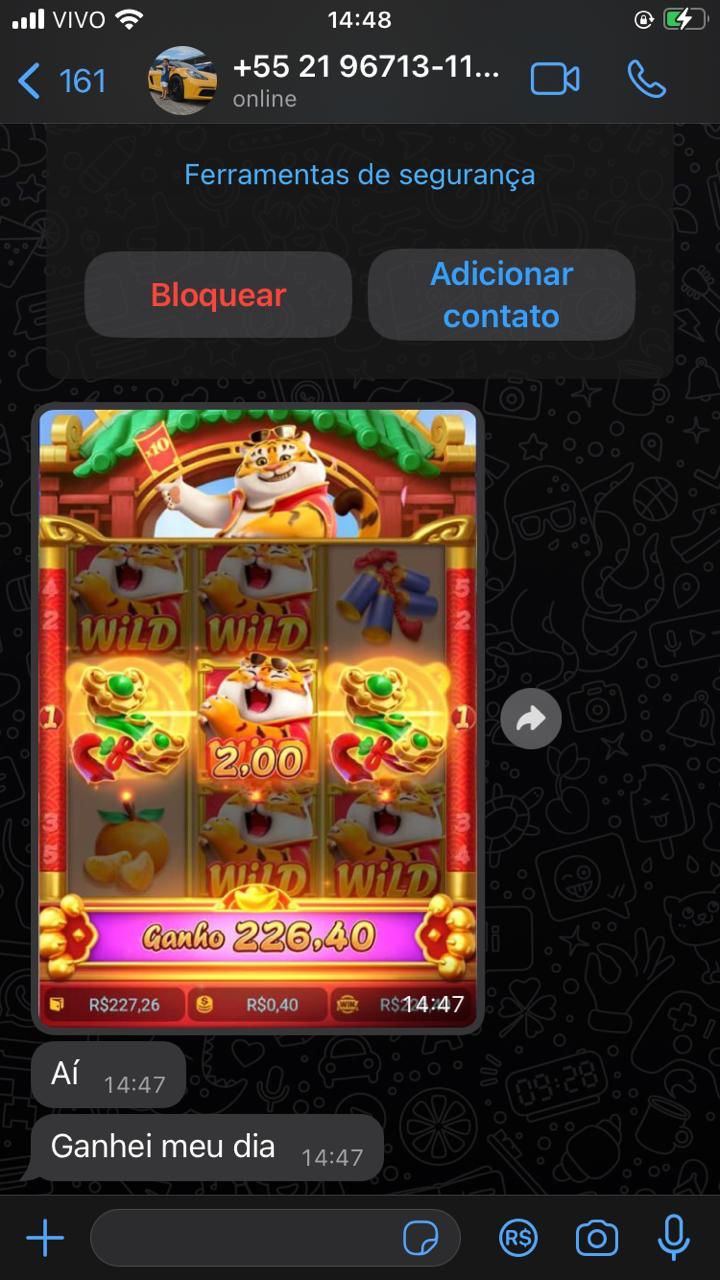 VIVO 14:48
161 +55 21 96713-11...
online
Ferramentas de segurança
Bloquear
Adicionar
contato
x10
4 WILD WILD 5
2 2
1 2,00 1
3 3
5 WILD WILD 4
Ganho 226,40
R$227,26 R$0,40 WIN 14:47
Aí 14:47
Ganhei meu dia 14:47
R$